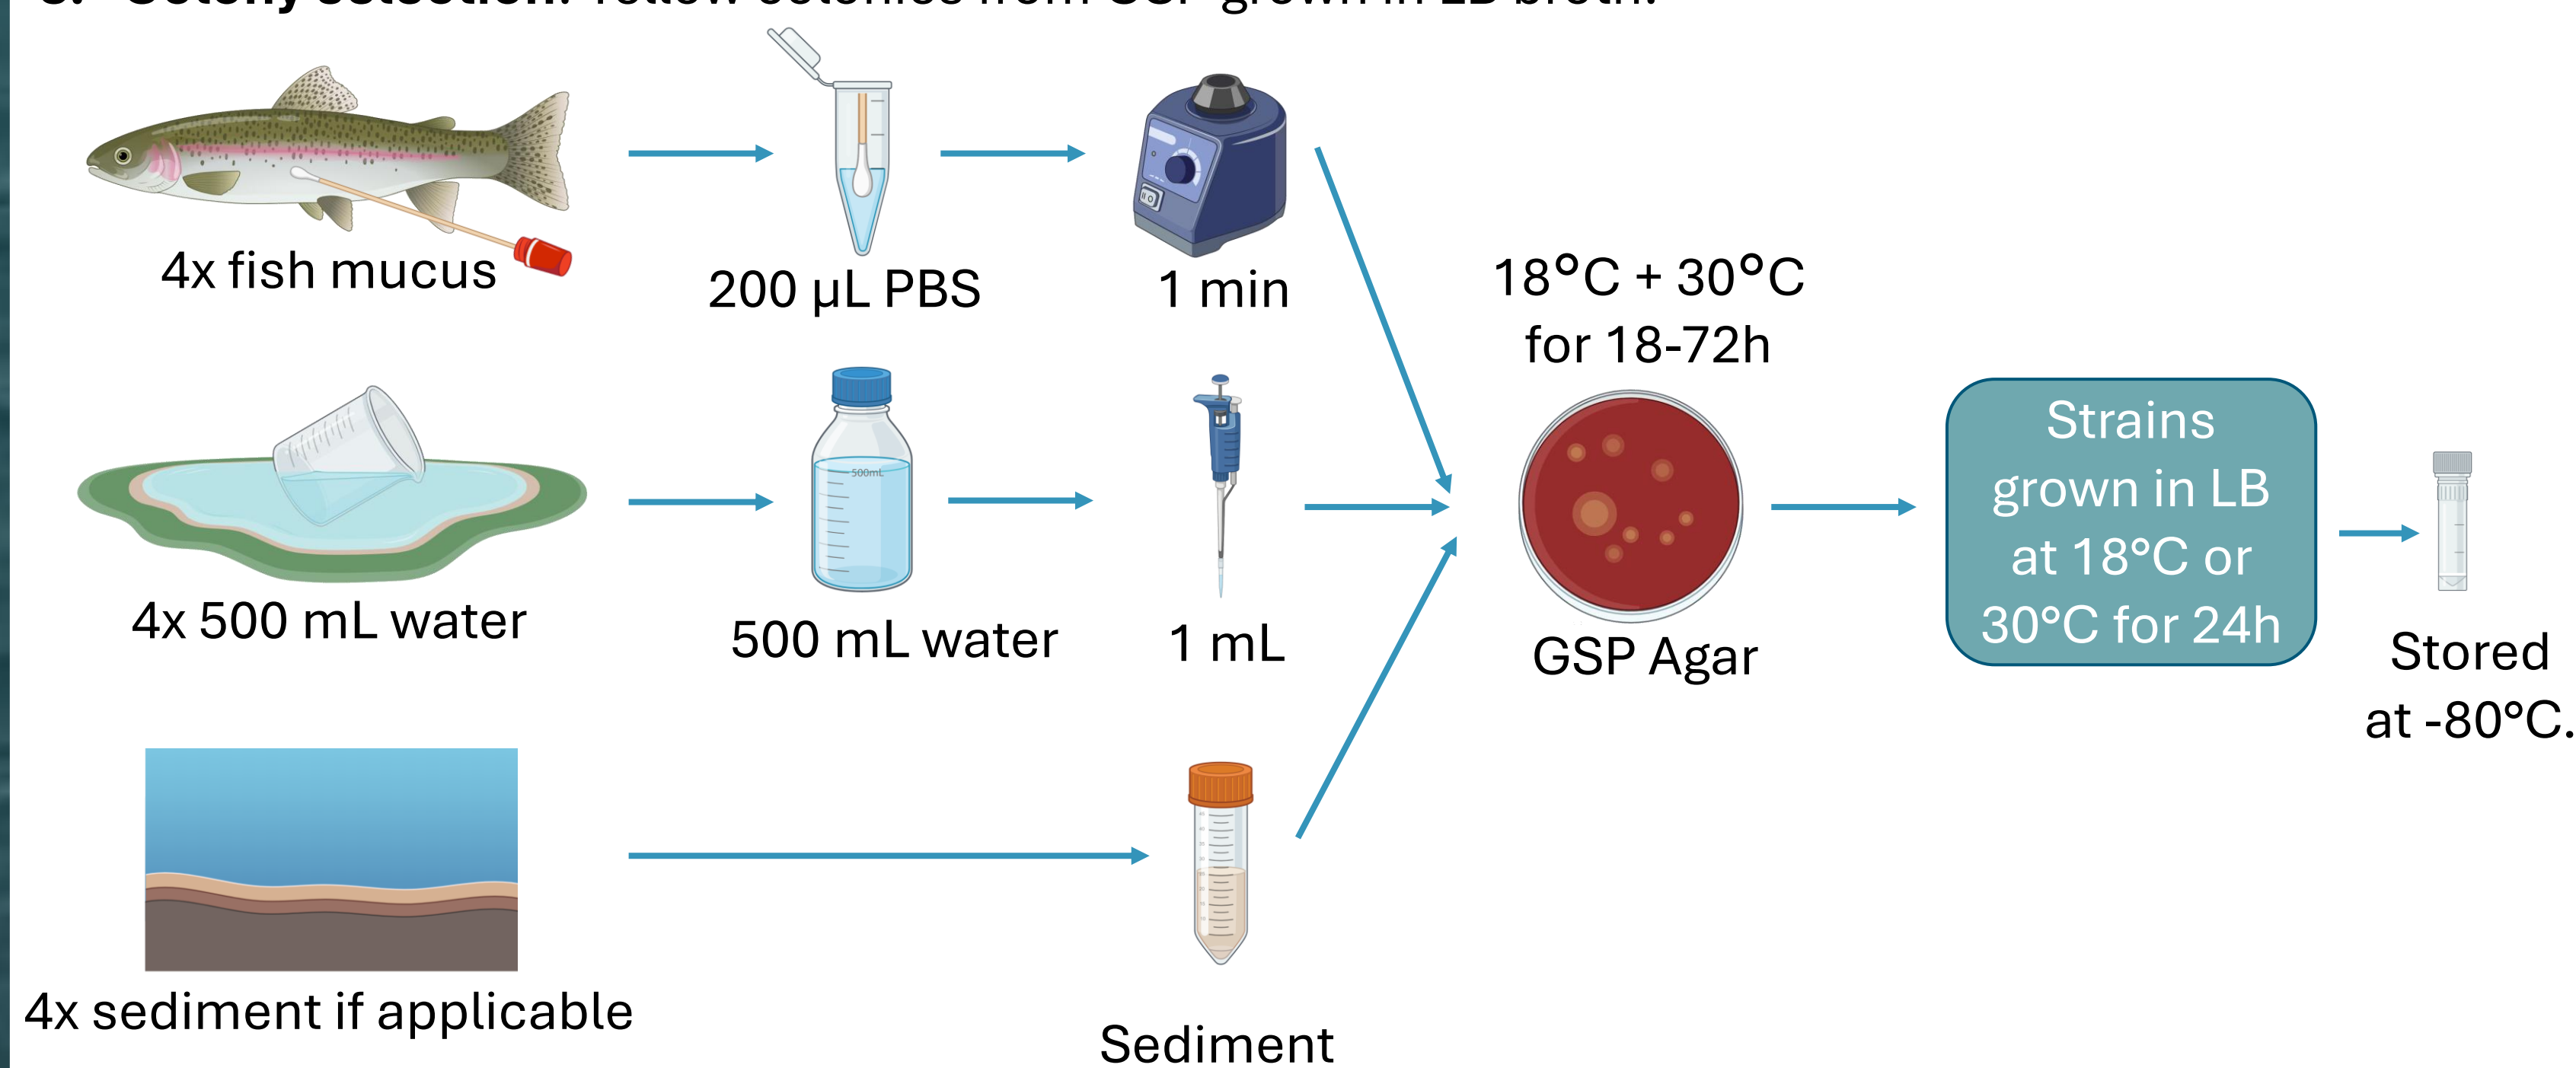 4x fish mucus
200 µL PBS
1 min
18°C + 30°C
for 18-72h
500mL
4x 500 mL water
500 mL water
1 mL
GSP Agar
Strains
grown in LB
at 18°C or
30°C for 24h
Stored
at -80°C.
4x sediment if applicable
Sediment